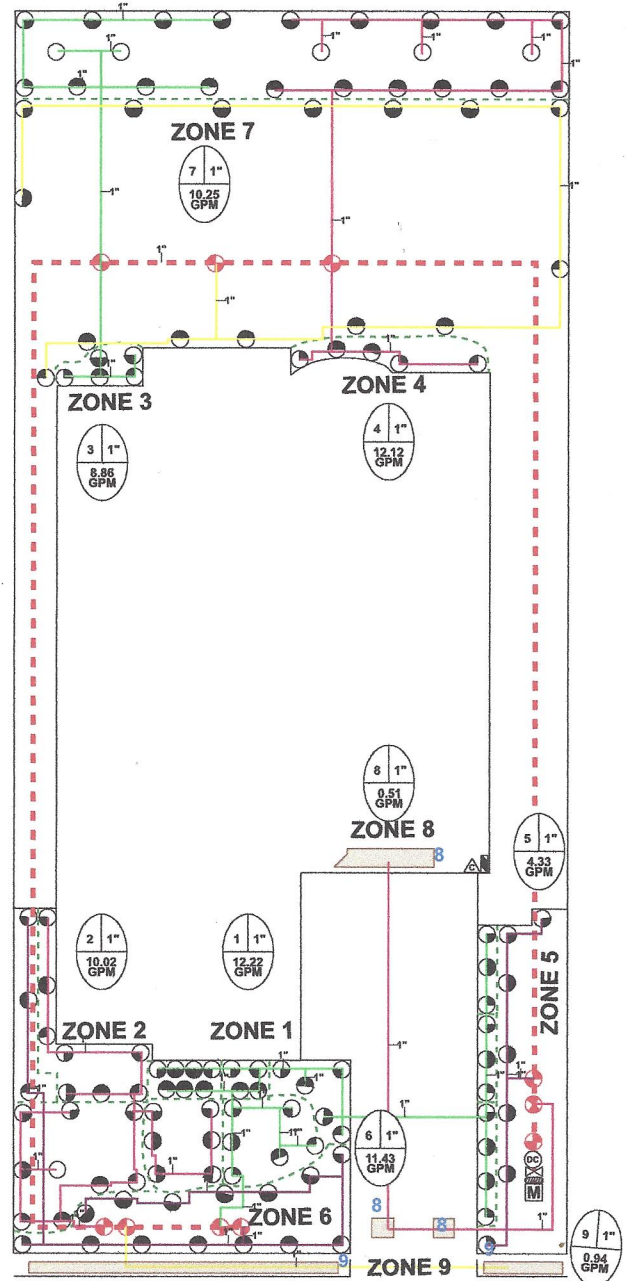 1"
1" 1" 1"
1" 1"
ZONE 7
7 1"
10.25
GPM
1" 1" 1"
1"
1"
1" 1"
ZONE 3
ZONE 4
3 1"
8.86
GPM
4 1"
12.12
GPM
8 1"
0.51
GPM
ZONE 8
8
C
5 1"
4.33
GPM
2 1"
10.02
GPM
1 1"
12.22
GPM
ZONE 5
ZONE 2
ZONE 1
1" 1"
1"
1"
1" 1"
1"
6 1"
11.43
GPM
1" 1"
DC
M
1"
ZONE 6
8 8
9
9 1"
0.94
GPM
1"
9
ZONE 9